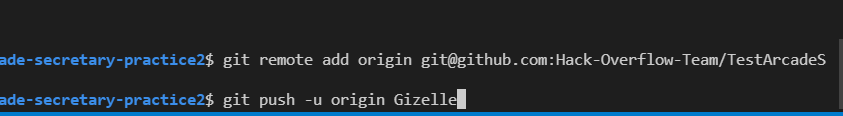 ade-secretary-practice2$ git remote add origin git@github.com:Hack-Overflow-Team/TestArcadeS
ade-secretary-practice2$ git push -u origin Gizelle